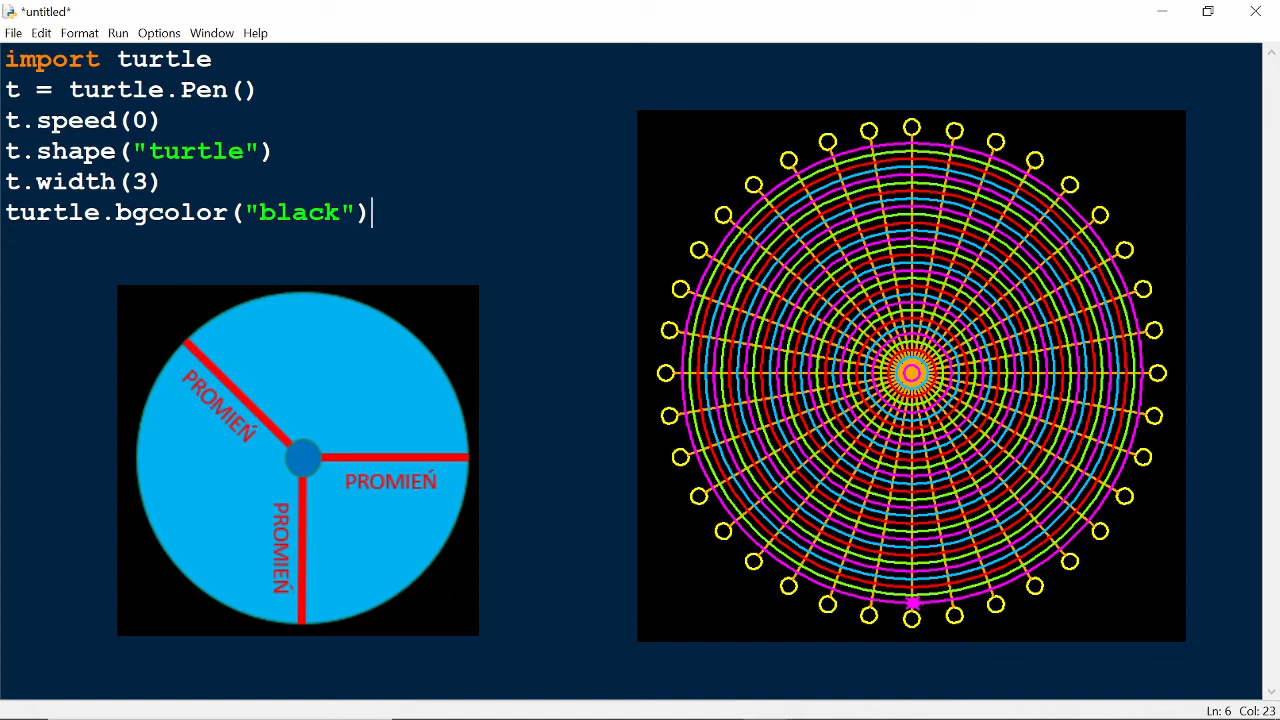 *untitled*
File Edit Format Run Options Window Help
import turtle
t = turtle.Pen()
t.speed(0)
t.shape("turtle")
t.width(3)
turtle.bgcolor("black")
PROMIEŃ
PROMIEŃ
PROMIEŃ
Ln: 6 Col: 23